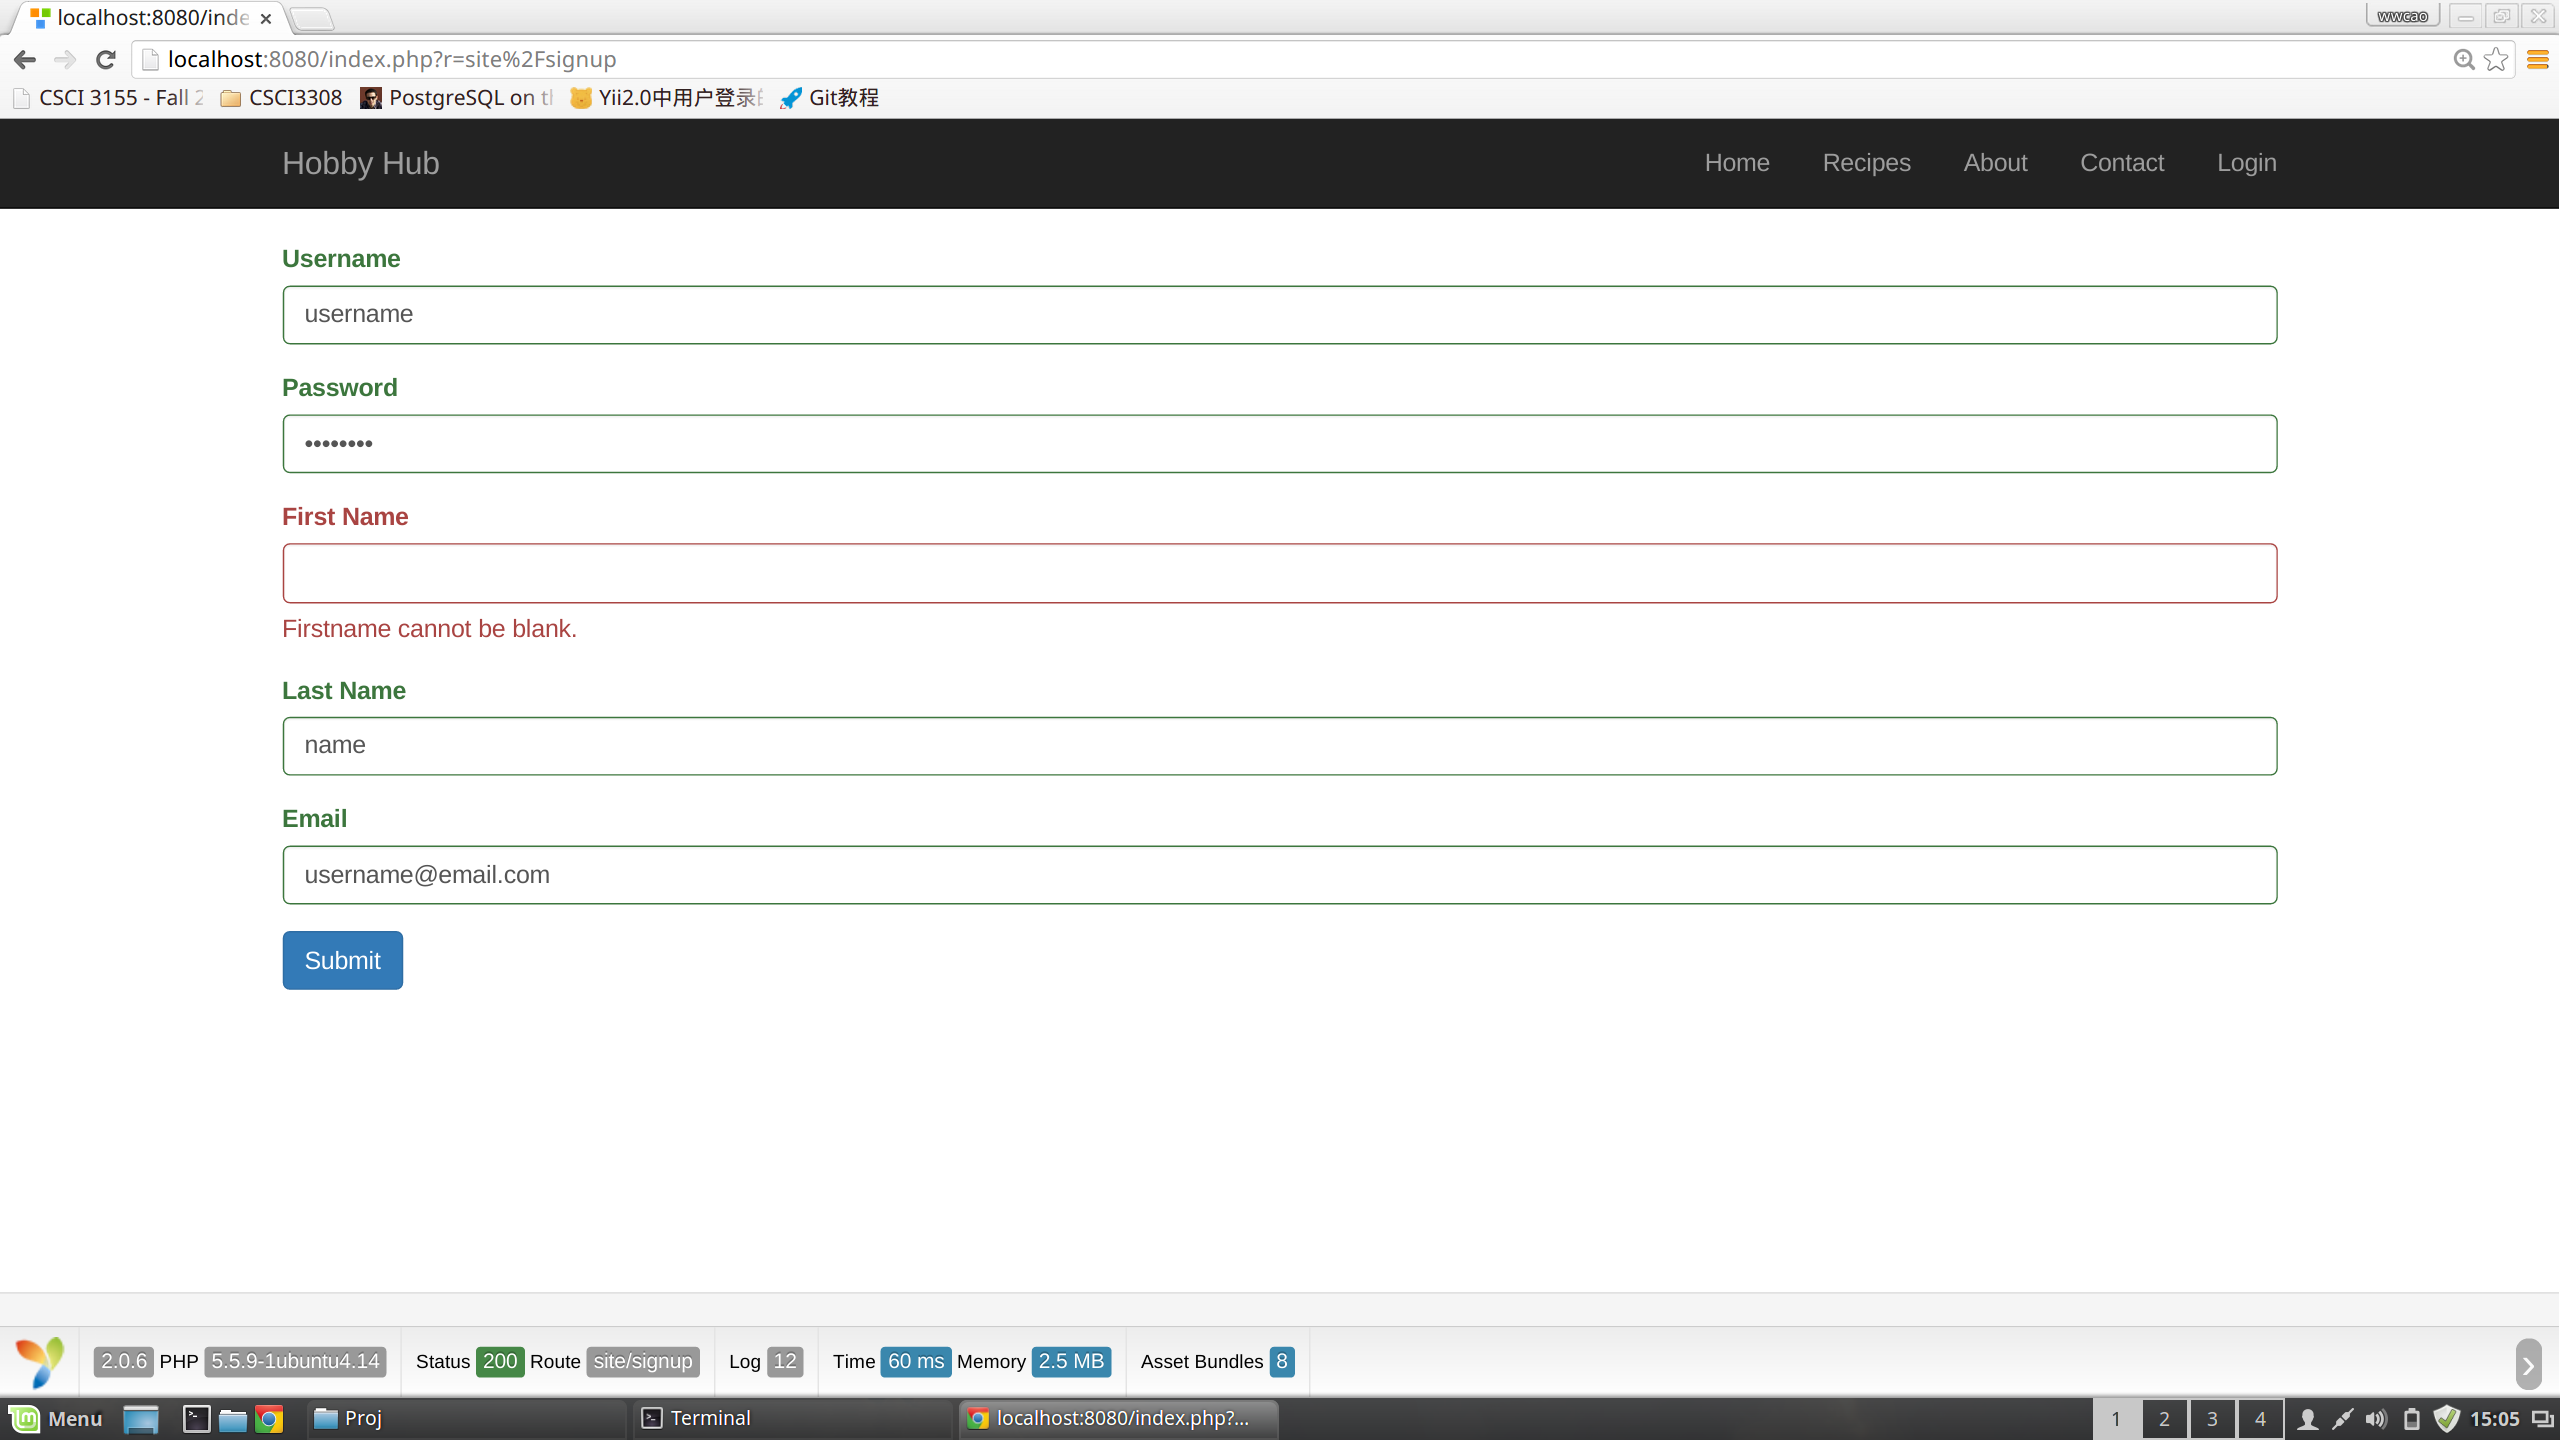 localhost:8080/inde
wwcao
localhost:8080/index.php?r=site%2Fsignup
CSCI 3155 - Fall 2 CSCI3308 PostgreSQL on th Yii2.0中用户登录 Git教程
Hobby Hub Home Recipes About Contact Login
Username
username
Password
••••••••
First Name
Firstname cannot be blank.
Last Name
name
Email
username@email.com
Submit
2.0.6 PHP 5.5.9-1ubuntu4.14 Status 200 Route site/signup Log 12 Time 60 ms Memory 2.5 MB Asset Bundles 8
Menu Proj Terminal localhost:8080/index.php?... 1 2 3 4 15:05